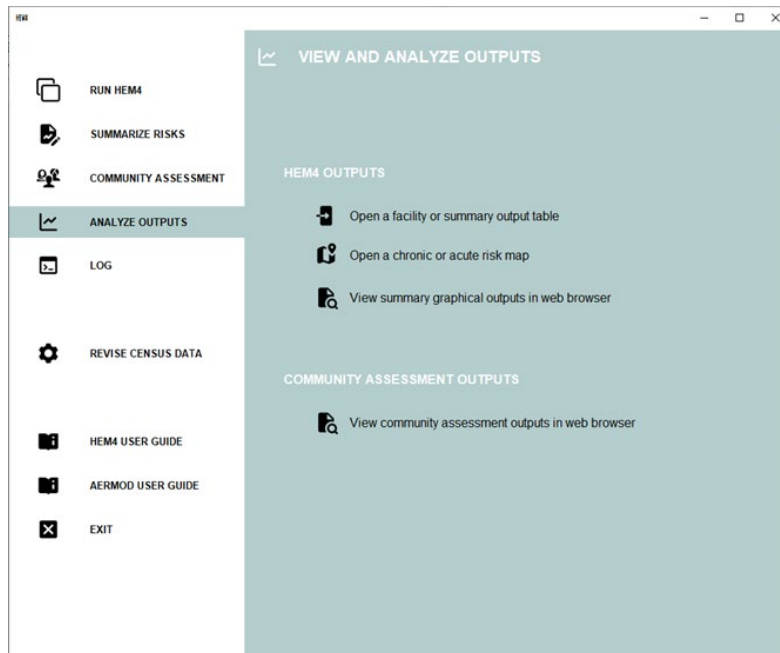 HEM4
RUN HEM4
SUMMARIZE RISKS
COMMUNITY ASSESSMENT
ANALYZE OUTPUTS
LOG
REVISE CENSUS DATA
HEM4 USER GUIDE
AERMOD USER GUIDE
EXIT
VIEW AND ANALYZE OUTPUTS
HEM4 OUTPUTS
Open a facility or summary output table
Open a chronic or acute risk map
View summary graphical outputs in web browser
COMMUNITY ASSESSMENT OUTPUTS
View community assessment outputs in web browser